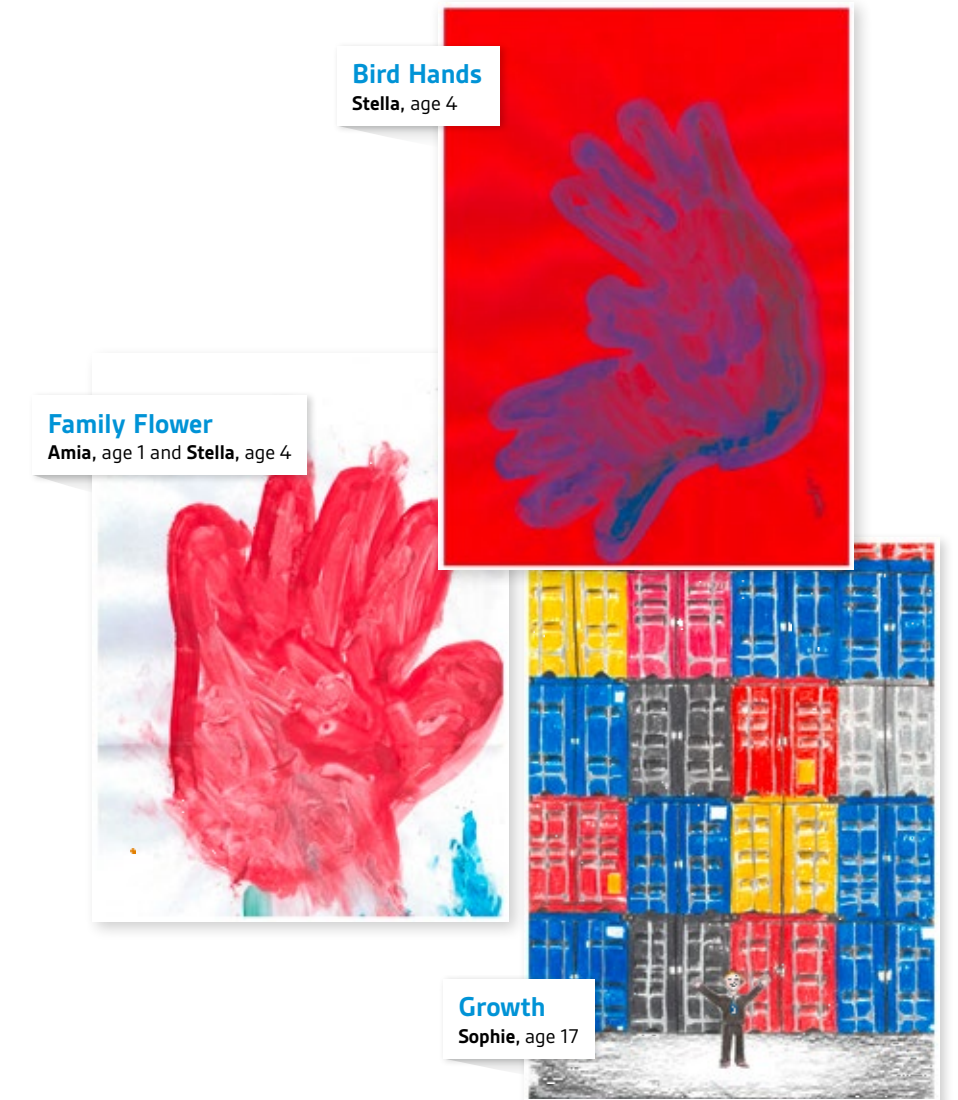 Bird Hands
Stella, age 4
Family Flower
Amia, age 1 and Stella, age 4
Growth
Sophie, age 17